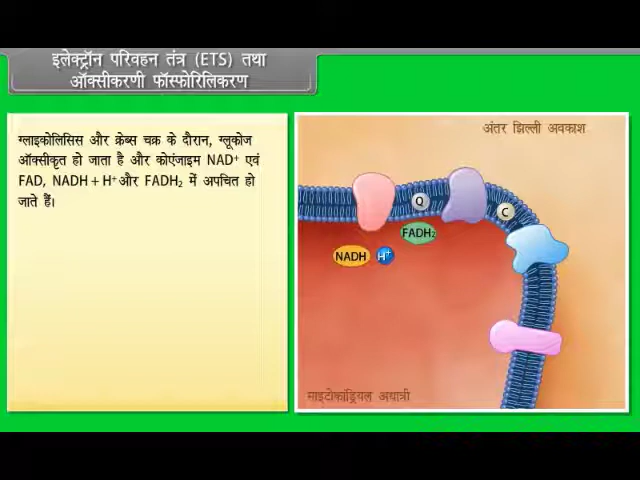 इलेक्ट्रॉन परिवहन तंत्र (ETS) तथा
ऑक्सीकरणी फॉस्फोरिलिकरण
ग्लाइकोलिसिस और क्रेब्स चक्र के दौरान, ग्लूकोज
ऑक्सीकृत हो जाता है और कोएंजाइम NAD⁺ एवं
FAD, NADH + H⁺ और FADH₂ में अपचित हो
जाते हैं।
अंतर झिल्ली अवकाश
Q
C
FADH₂
NADH H⁺
माइटोकॉंड्रियल अधात्री